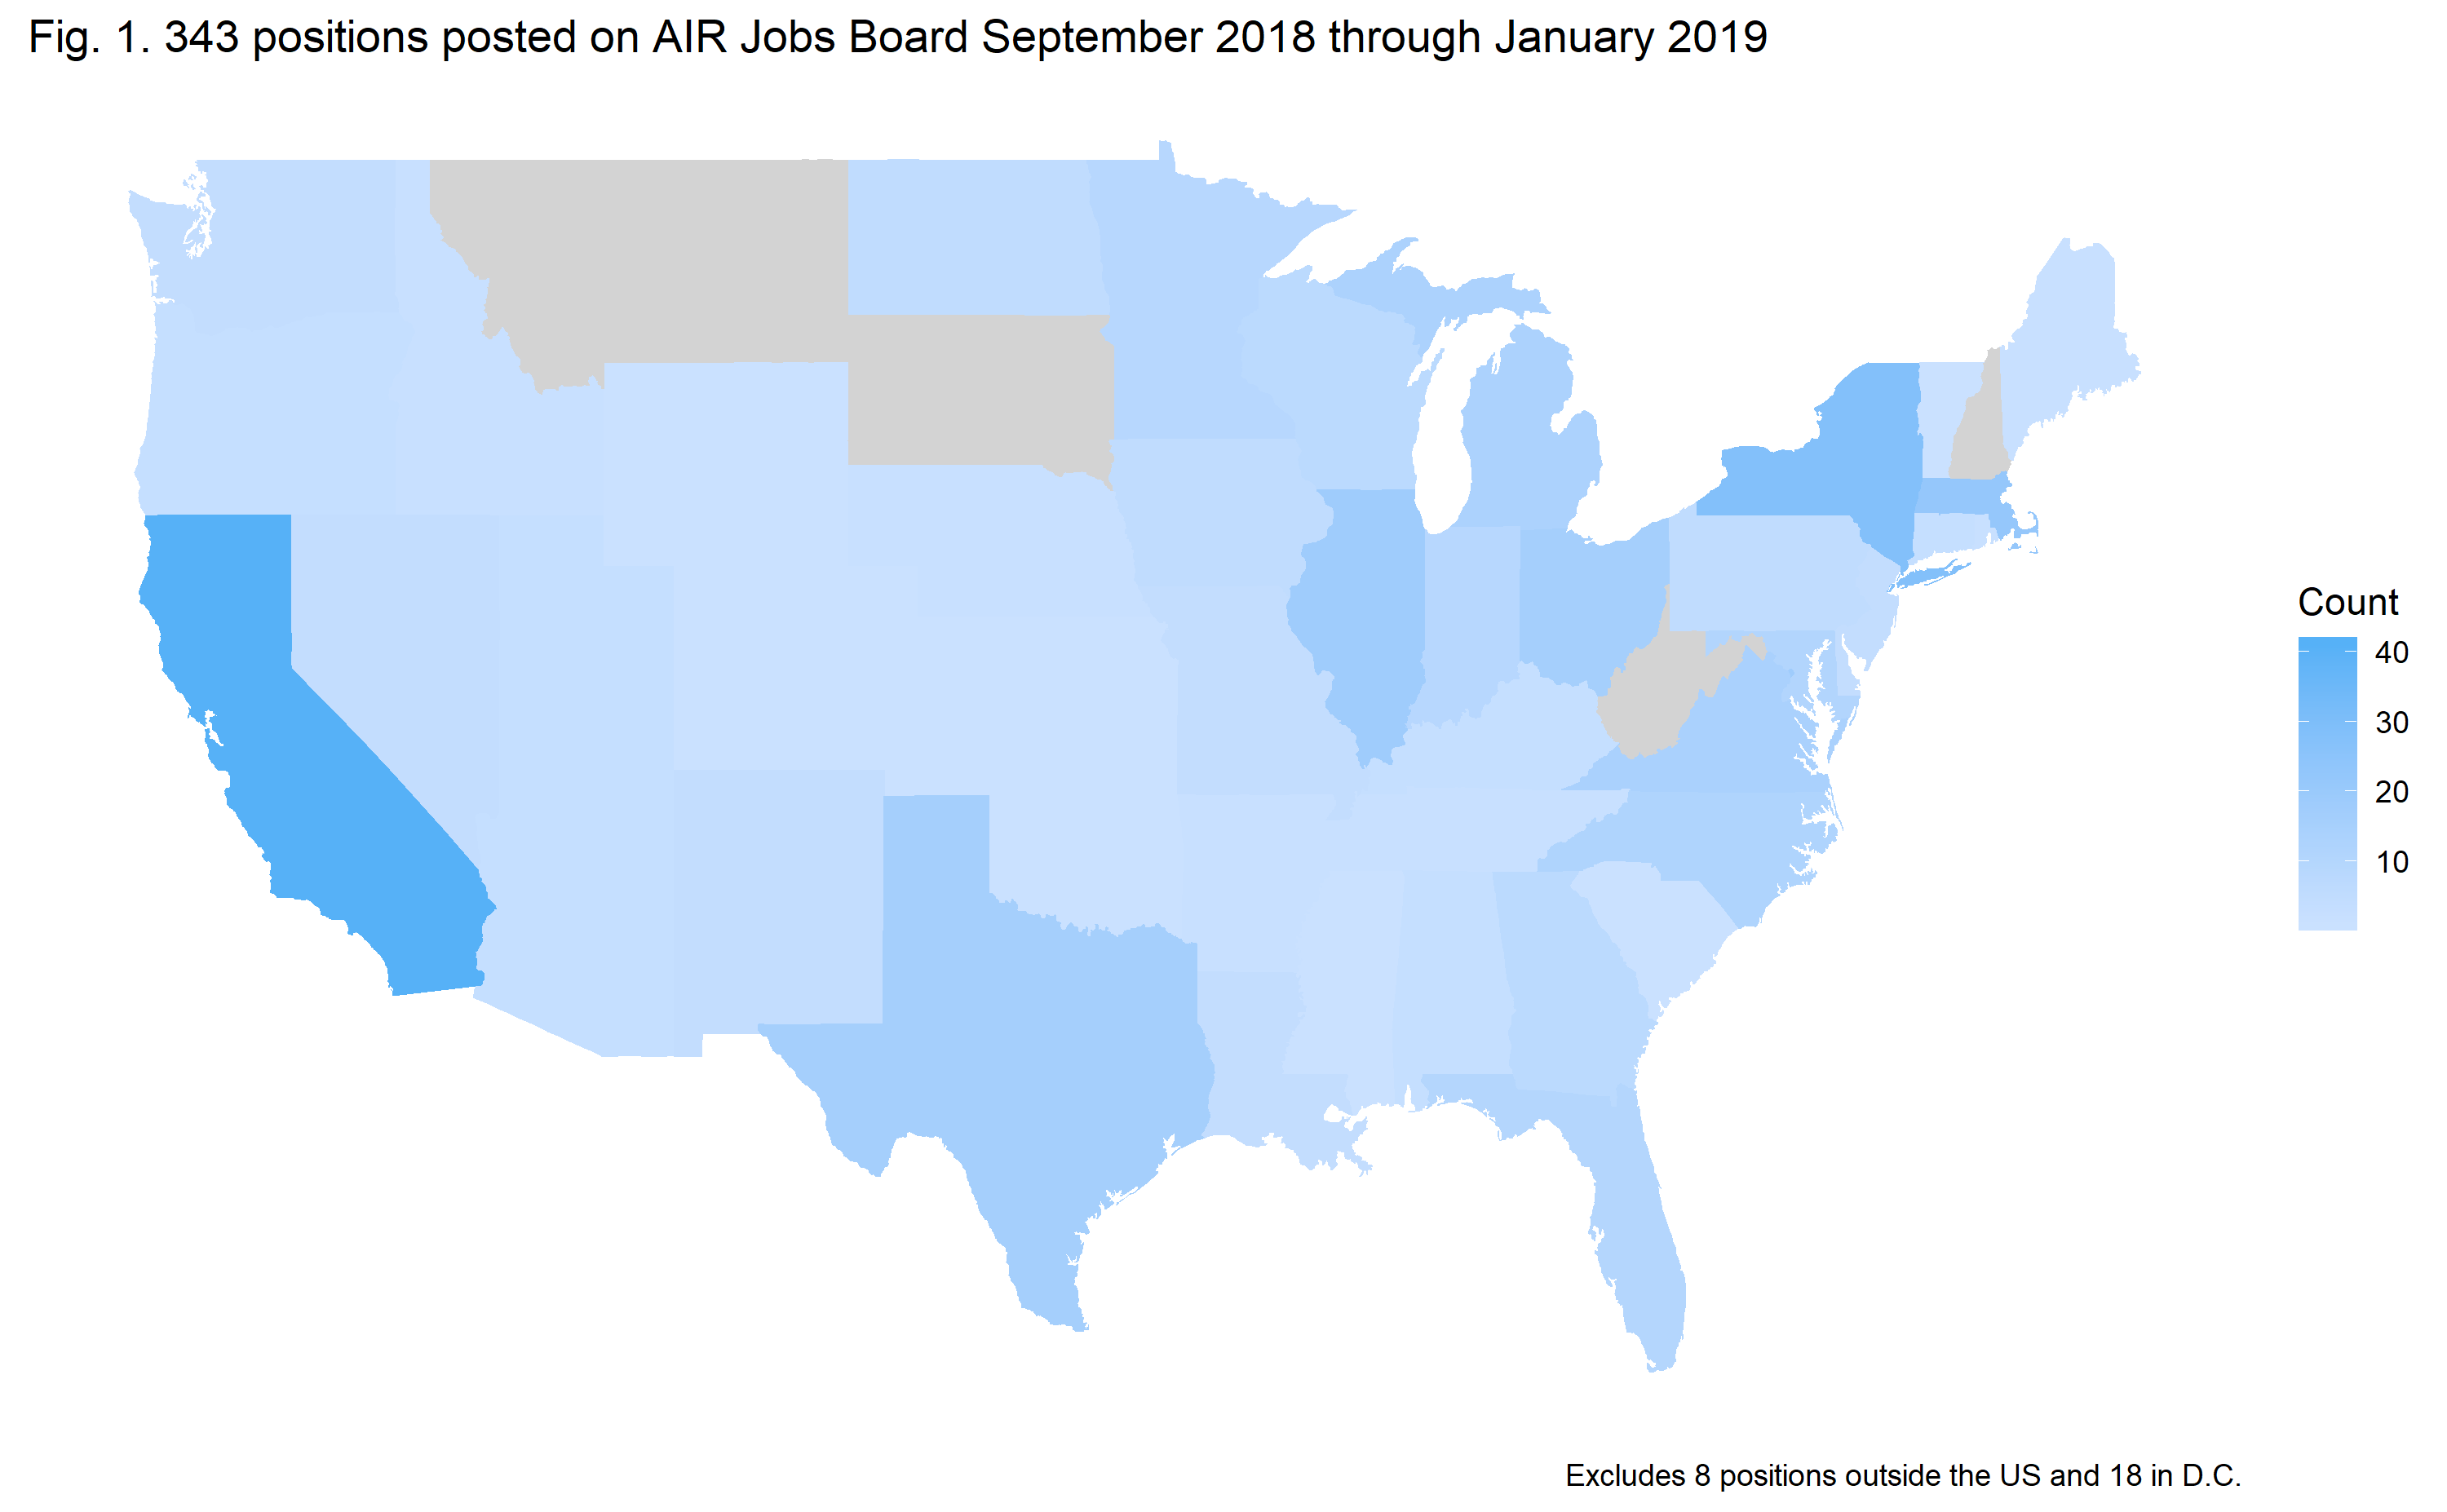 Fig. 1. 343 positions posted on AIR Jobs Board September 2018 through January 2019
Count
40
30
20
10
Excludes 8 positions outside the US and 18 in D.C.